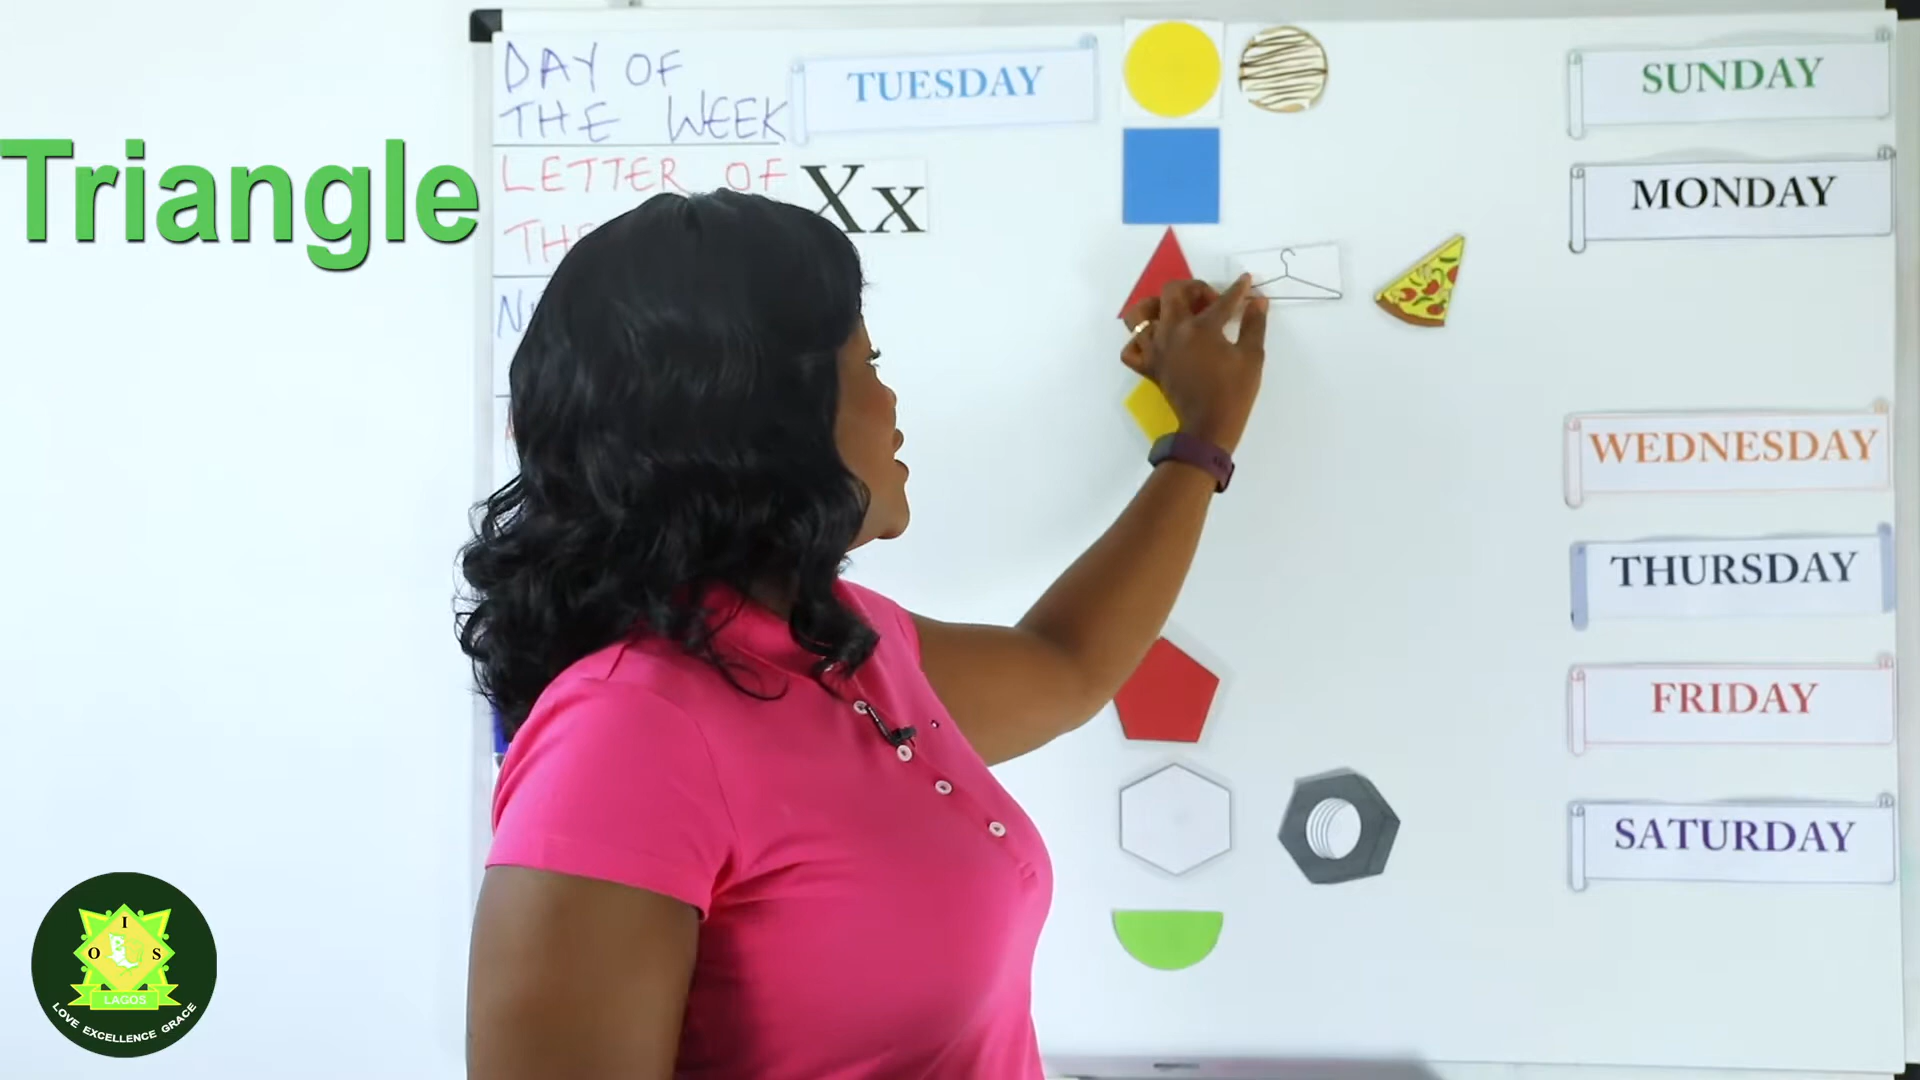 DAY OF
THE WEEK
TUESDAY
LETTER OF
Xx
Triangle
SUNDAY
MONDAY
WEDNESDAY
THURSDAY
FRIDAY
SATURDAY
I
O S
LAGOS
LOVE EXCELLENCE GRACE